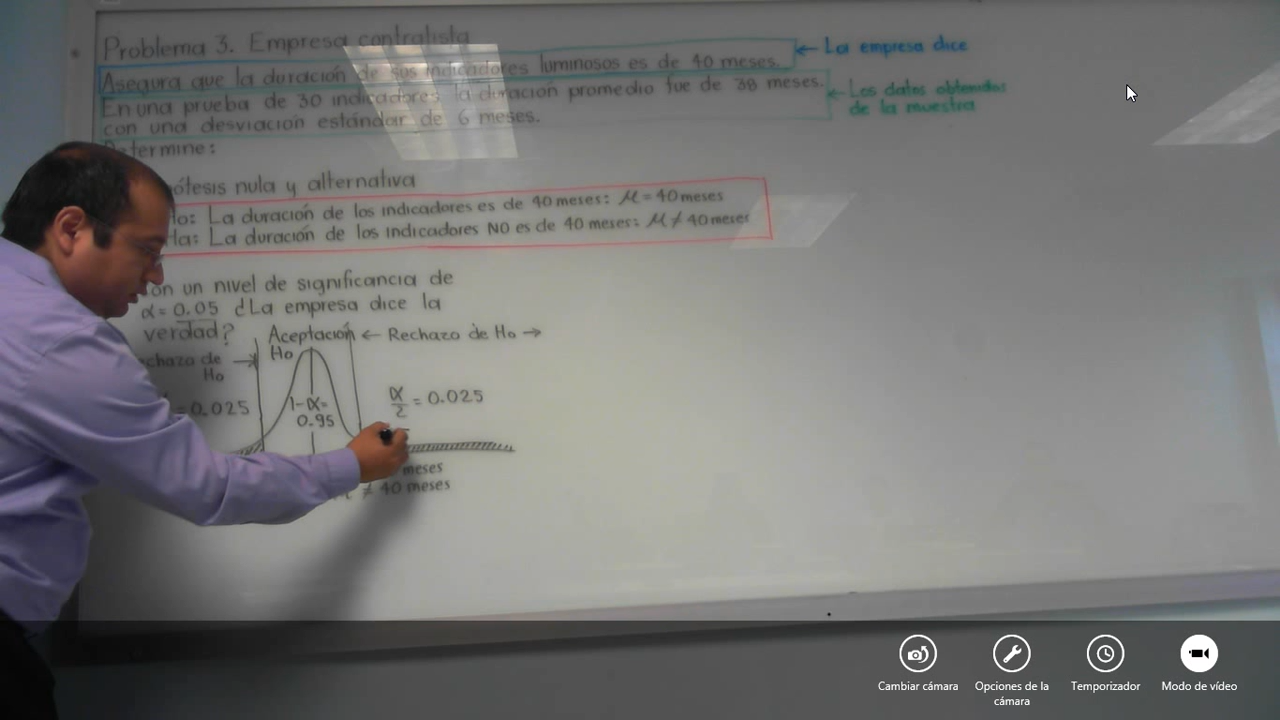 Problema 3. Empresa contratista
Asegura que la duración de sus indicadores luminosos es de 40 meses.
← La empresa dice
En una prueba de 30 indicadores, la duración promedio fue de 38 meses.
con una desviación estándar de 6 meses.
← Los datos obtenidos
de la muestra
Determine:
ótesis nula y alternativa
Ho: La duración de los indicadores es de 40 meses: μ = 40 meses
Ha: La duración de los indicadores NO es de 40 meses: μ ≠ 40 meses
on un nivel de significancia de
α = 0.05 ¿La empresa dice la
verdad?
Aceptación
Ho
← Rechazo de Ho →
chazo de →
Ho
=0.025
1-α=
0.95
α/2 = 0.025
meses
≠ 40 meses
Cambiar cámara
Opciones de la
cámara
Temporizador
Modo de vídeo